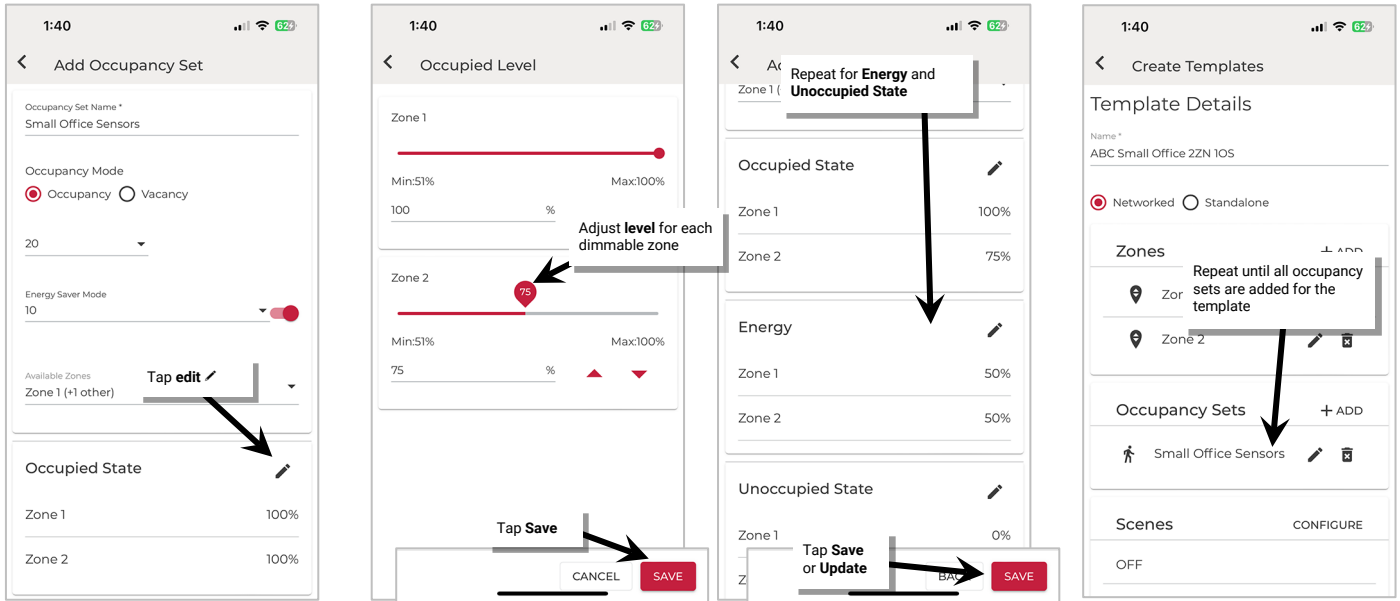 1:40
62
Add Occupancy Set
Occupancy Set Name *
Small Office Sensors
Occupancy Mode
Occupancy
Vacancy
20
Energy Saver Mode
10
Available Zones
Zone 1 (+1 other)
Tap edit
Occupied State
Zone 1 100%
Zone 2 100%
1:40
62
Occupied Level
Zone 1
Min:51% Max:100%
100 %
Adjust level for each
dimmable zone
Zone 2
75
Min:51% Max:100%
75 %
Tap Save
CANCEL SAVE
1:40
62
Repeat for Energy and
Unoccupied State
Zone 1
Occupied State
Zone 1 100%
Zone 2 75%
Energy
Zone 1 50%
Zone 2 50%
Unoccupied State
Zone 1 0%
Tap Save
or Update
SAVE
1:40
62
Create Templates
Template Details
Name *
ABC Small Office 2ZN 1OS
Networked
Standalone
Zones + ADD
Repeat until all occupancy
sets are added for the
template
Zone 2
Occupancy Sets + ADD
Small Office Sensors
Scenes CONFIGURE
OFF